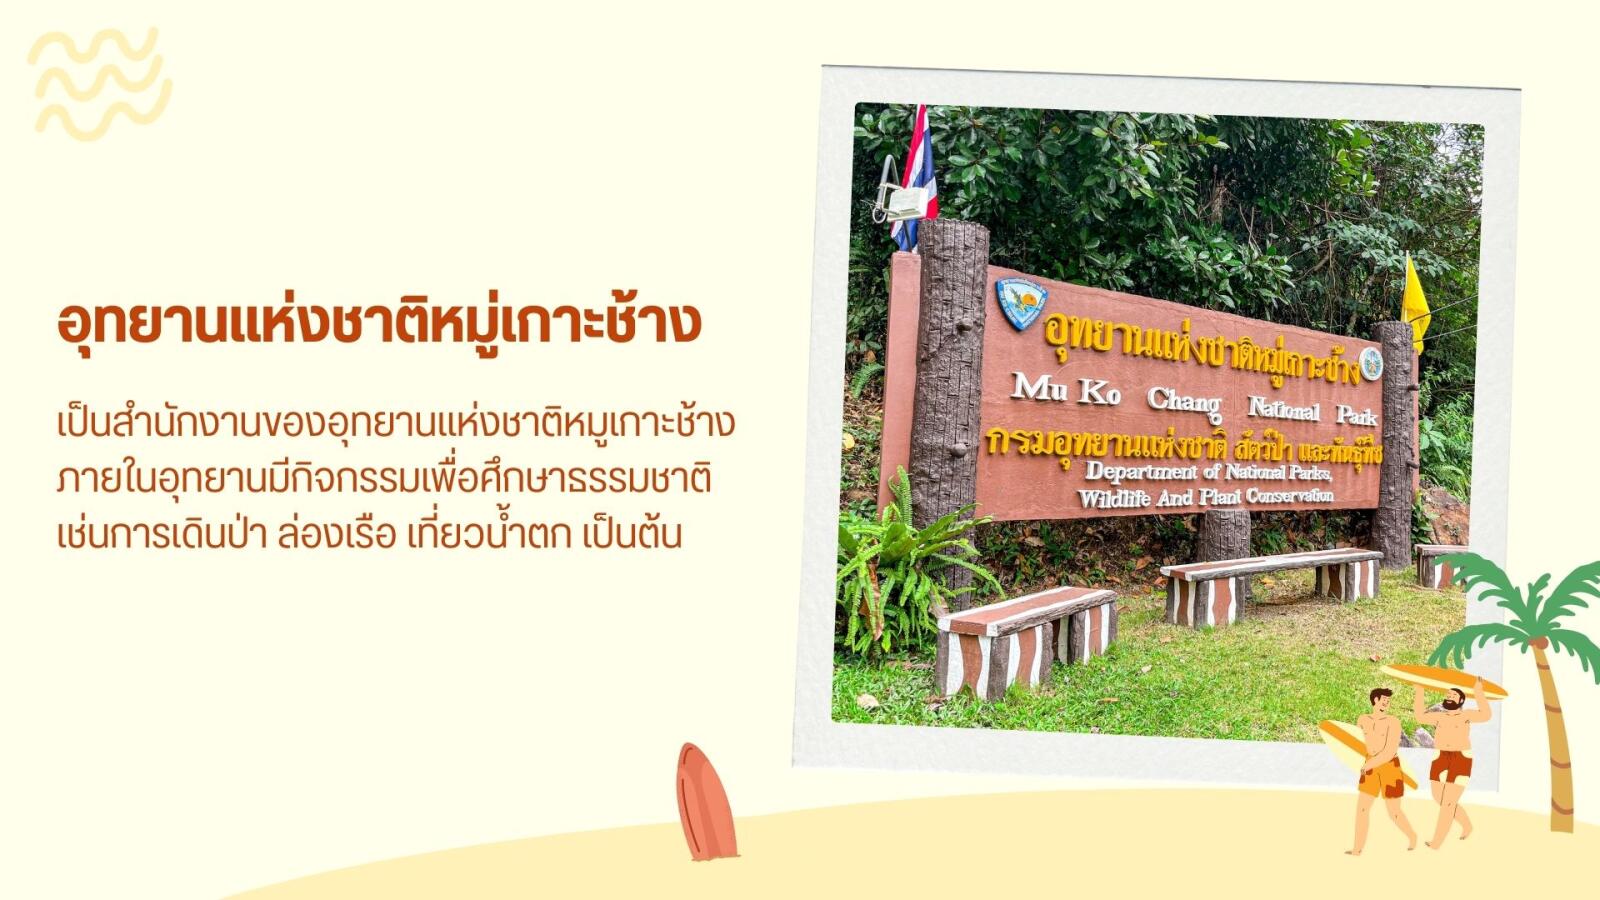 อุทยานแห่งชาติหมู่เกาะช้าง
เป็นสำนักงานของอุทยานแห่งชาติหมูเกาะช้าง
ภายในอุทยานมีกิจกรรมเพื่อศึกษาธรรมชาติ
เช่นการเดินป่า ล่องเรือ เที่ยวน้ำตก เป็นต้น
อุทยานแห่งชาติหมู่เกาะช้าง
Mu Ko Chang National Park
กรมอุทยานแห่งชาติ สัตว์ป่า และพันธุ์พืช
Department of National Parks,
Wildlife And Plant Conservation